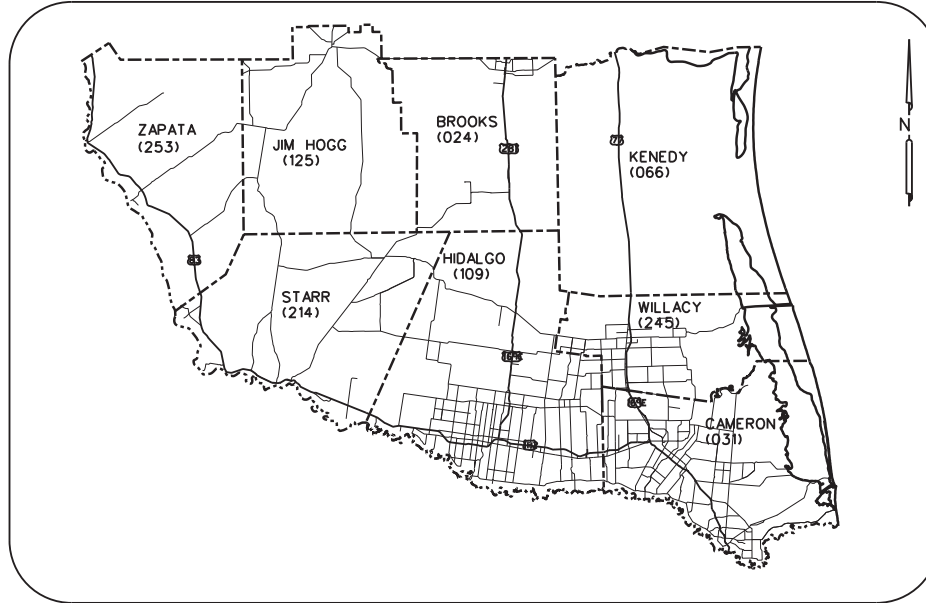 ZAPATA
(253)
JIM HOGG
(125)
BROOKS
(024)
281
77
KENEDY
(066)
N
HIDALGO
(109)
83
STARR
(214)
WILLACY
(245)
CAMERON
(031)